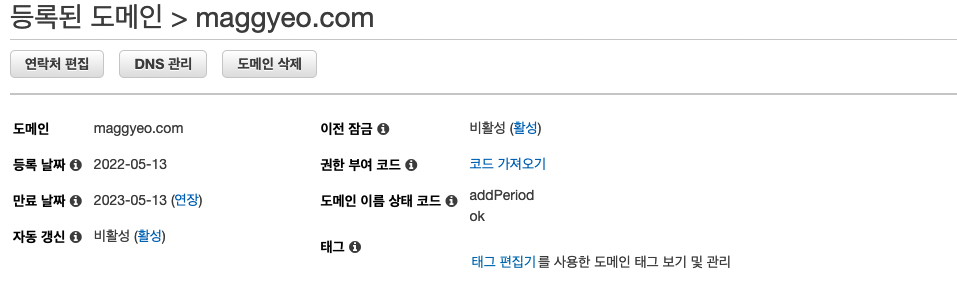 등록된 도메인 > maggyeo.com
연락처 편집 DNS 관리 도메인 삭제
도메인 maggyeo.com 이전 잠금 비활성 (활성)
등록 날짜 2022-05-13 권한 부여 코드 코드 가져오기
만료 날짜 2023-05-13 (연장) 도메인 이름 상태 코드 addPeriod
ok
자동 갱신 비활성 (활성)
태그
태그 편집기를 사용한 도메인 태그 보기 및 관리